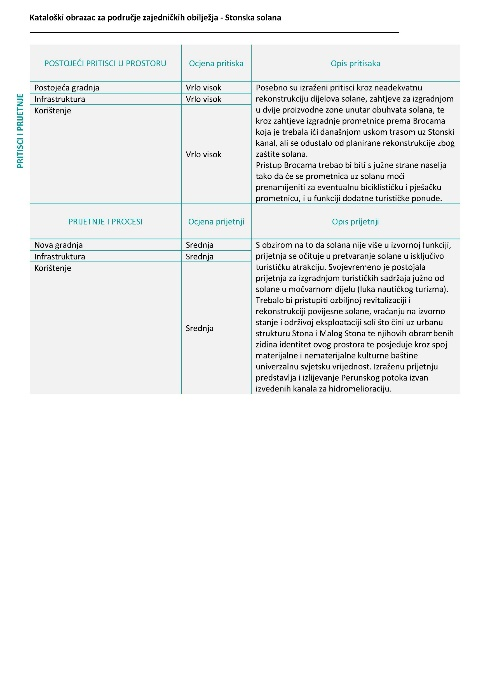 Kataloški obrazac za područje zajedničkih obilježja - Stonska solana
PRITISCI I PRIJETNJE
POSTOJEĆI PRITISCI U PROSTORU Ocjena pritiska Opis pritisaka
Postojeća gradnja Vrlo visok
Infrastruktura Vrlo visok
Korištenje Vrlo visok
Posebno su izraženi pritisci kroz neadekvatnu
rekonstrukciju dijelova solane, zahtjeve za izgradnjom
u dvije proizvodne zone unutar obuhvata solane, te
kroz zahtjeve izgradnje prometnice prema Brocama
koja je trebala ići današnjom uskom trasom uz Stonski
kanal, ali se odustalo od planirane rekonstrukcije zbog
zaštite solana.
Pristup Brocama trebao bi biti s južne strane naselja
tako da će se prometnica uz solanu moći
prenamijeniti za eventualnu biciklističku i pješačku
prometnicu, i u funkciji dodatne turističke ponude.
PRIJETNJE I PROCESI Ocjena prijetnji Opis prijetnji
Nova gradnja Srednja
Infrastruktura Srednja
Korištenje Srednja
S obzirom na to da solana nije više u izvornoj funkciji,
prijetnja se očituje u pretvaranje solane u isključivo
turističku atrakciju. Svojevremeno je postojala
prijetnja za izgradnjom turističkih sadržaja južno od
solane u močvarnom dijelu (luka nautičkog turizma).
Trebalo bi pristupiti ozbiljnoj revitalizaciji i
rekonstrukciji povijesne solane, vraćanju na izvorno
stanje i održivoj eksploataciji soli što čini uz urbanu
strukturu Stona i Malog Stona te njihovih obrambenih
zidina identitet ovog prostora te posjeduje kroz spoj
materijalne i nematerijalne kulturne baštine
univerzalnu svjetsku vrijednost. Izraženu prijetnju
predstavlja i izlijevanje Perunskog potoka izvan
izvedenih kanala za hidromelioraciju.